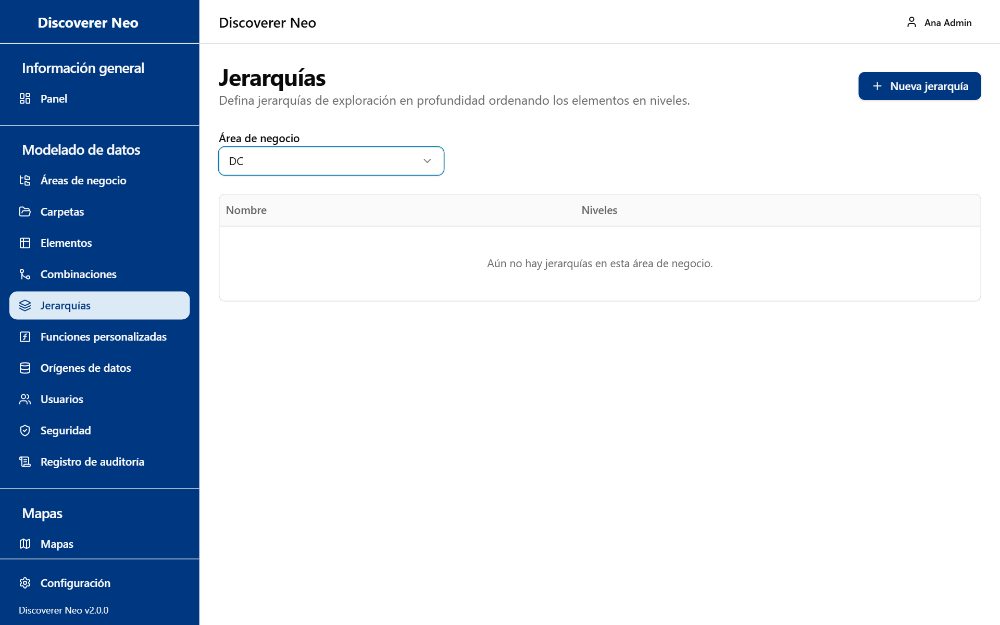 Discoverer Neo
Información general
Panel
Modelado de datos
Áreas de negocio
Carpetas
Elementos
Combinaciones
Jerarquías
Funciones personalizadas
Orígenes de datos
Usuarios
Seguridad
Registro de auditoría
Mapas
Mapas
Configuración
Discoverer Neo v2.0.0
Discoverer Neo
Ana Admin
Jerarquías
Defina jerarquías de exploración en profundidad ordenando los elementos en niveles.
Nueva jerarquía
Área de negocio
DC
Nombre Niveles
Aún no hay jerarquías en esta área de negocio.